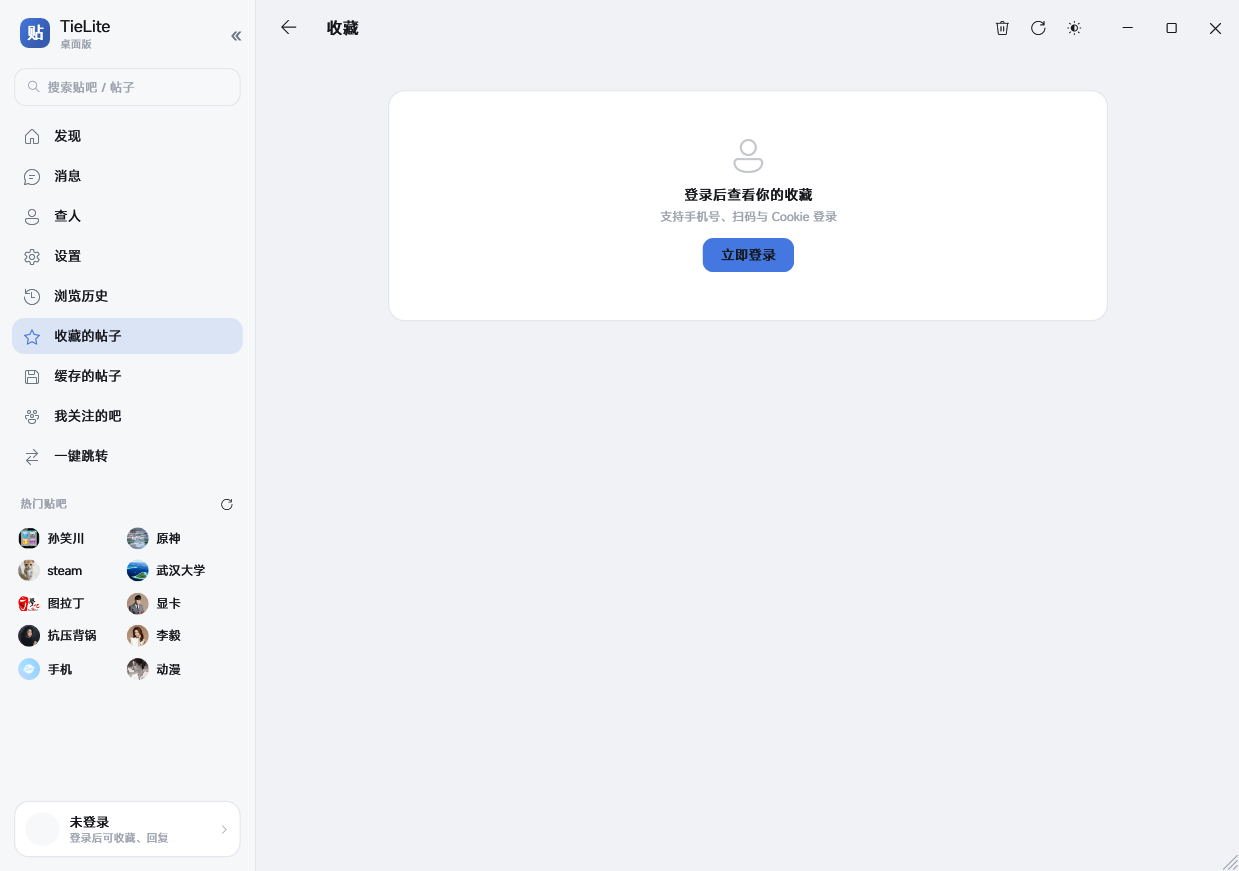 贴
TieLite
桌面版
搜索贴吧 / 帖子
发现
消息
查人
设置
浏览历史
收藏的帖子
缓存的帖子
我关注的吧
一键跳转
热门贴吧
孙笑川
原神
steam
武汉大学
图拉丁
显卡
抗压背锅
李毅
手机
动漫
未登录
登录后可收藏、回复
收藏
登录后查看你的收藏
支持手机号、扫码与 Cookie 登录
立即登录